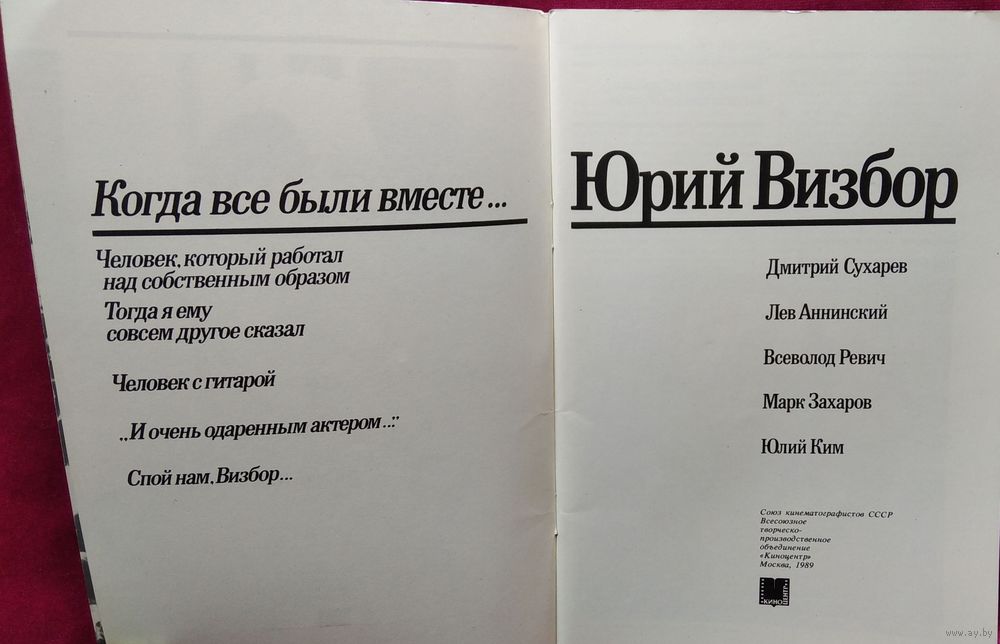 Когда все были вместе...
Человек, который работал
над собственным образом
Тогда я ему
совсем другое сказал
Человек с гитарой
„И очень одаренным актером...”
Спой нам, Визбор...
Юрий Визбор
Дмитрий Сухарев
Лев Аннинский
Всеволод Ревич
Марк Захаров
Юлий Ким
Союз кинематографистов СССР
Всесоюзное
творческо-
производственное
объединение
«Киноцентр»
Москва, 1989
КИНО
ЦЕНТР
www.ay.by